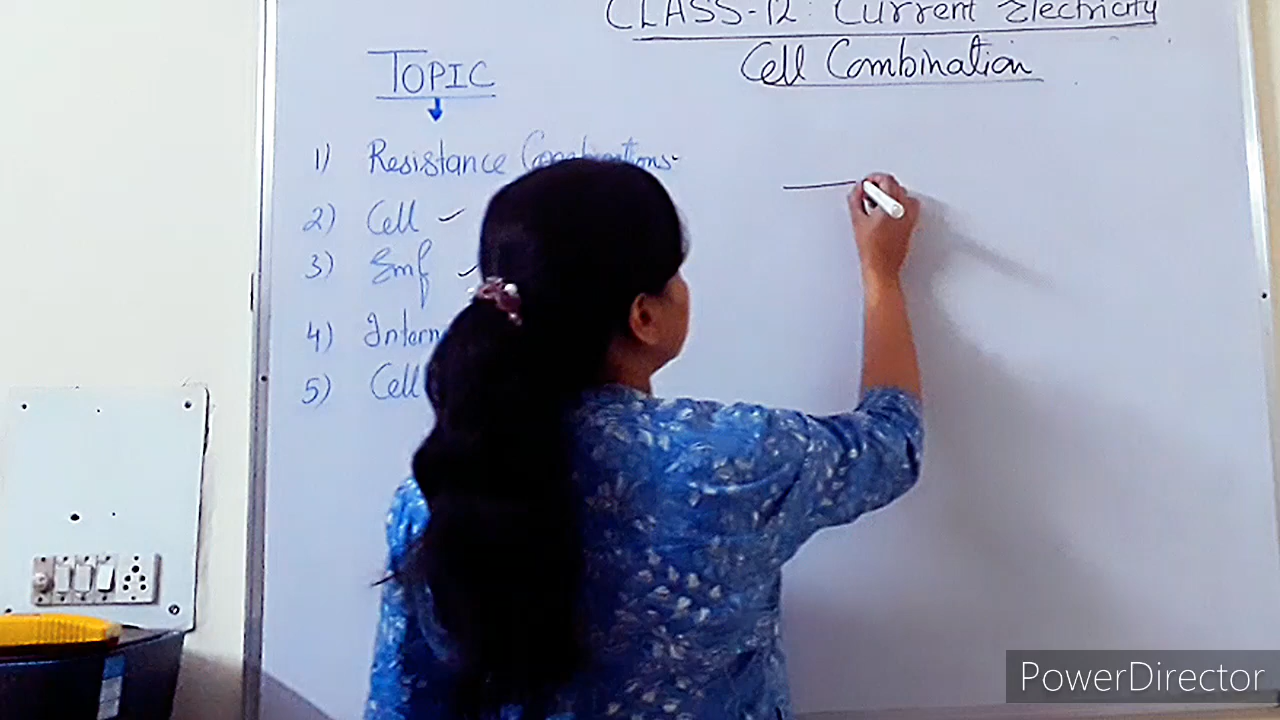 CLASS-12: Current Electricity
Cell Combination
TOPIC
1) Resistance Combinations
2) Cell
3) Emf
4) Intern
5) Cell
PowerDirector